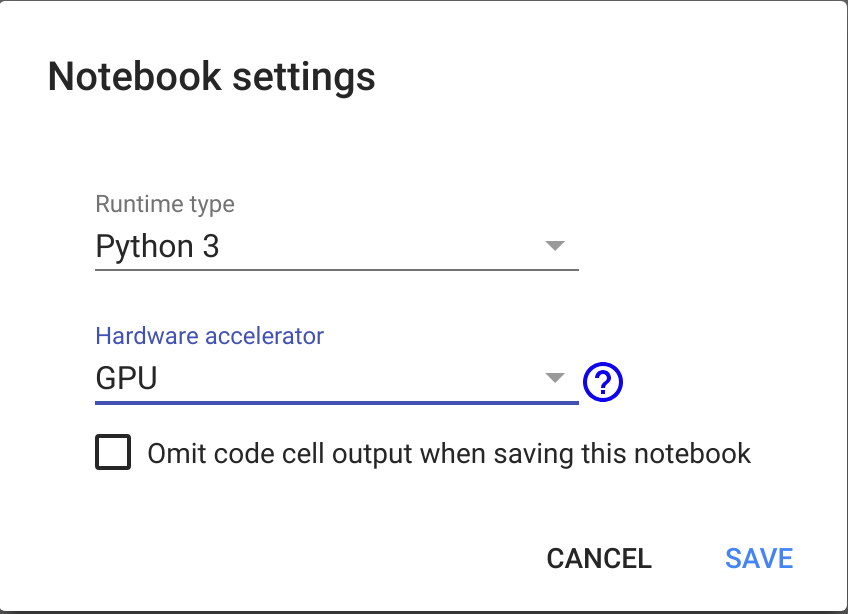 Notebook settings
Runtime type
Python 3
Hardware accelerator
GPU
?
Omit code cell output when saving this notebook
CANCEL SAVE